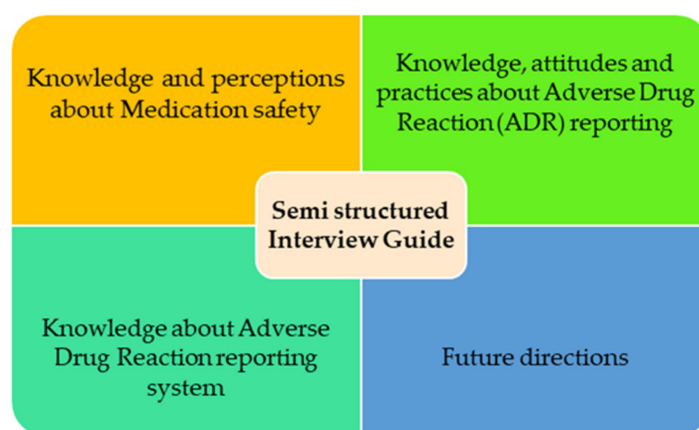 Knowledge and perceptions
about Medication safety
Knowledge, attitudes and
practices about Adverse Drug
Reaction (ADR) reporting
Semi structured
Interview Guide
Knowledge about Adverse
Drug Reaction reporting
system
Future directions